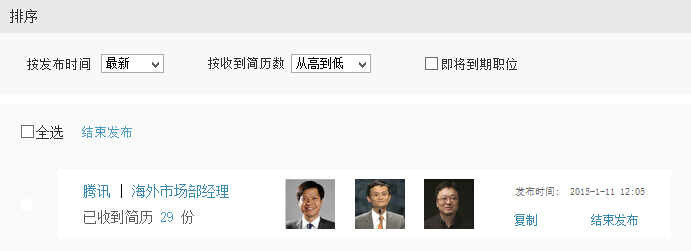 排序
按发布时间 最新 按收到简历数 从高到低 即将到期职位
全选 结束发布
腾讯 | 海外市场部经理
发布时间: 2015-1-11 12:05
已收到简历 29 份
复制 结束发布